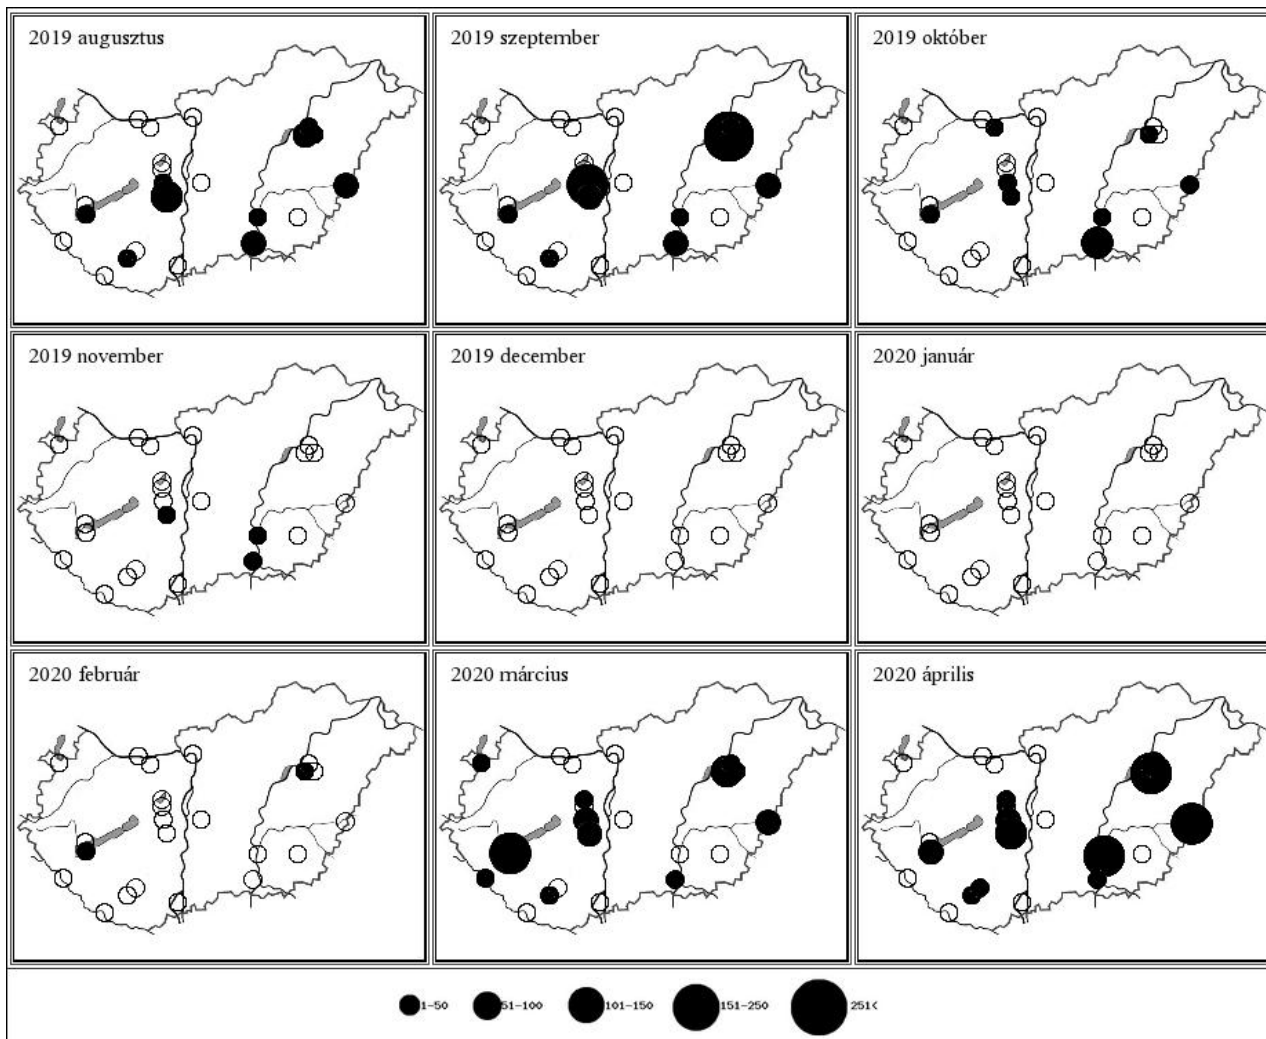 2019 augusztus
2019 szeptember
2019 október
2019 november
2019 december
2020 január
2020 február
2020 március
2020 április
1-50 51-100 101-150 151-250 251<